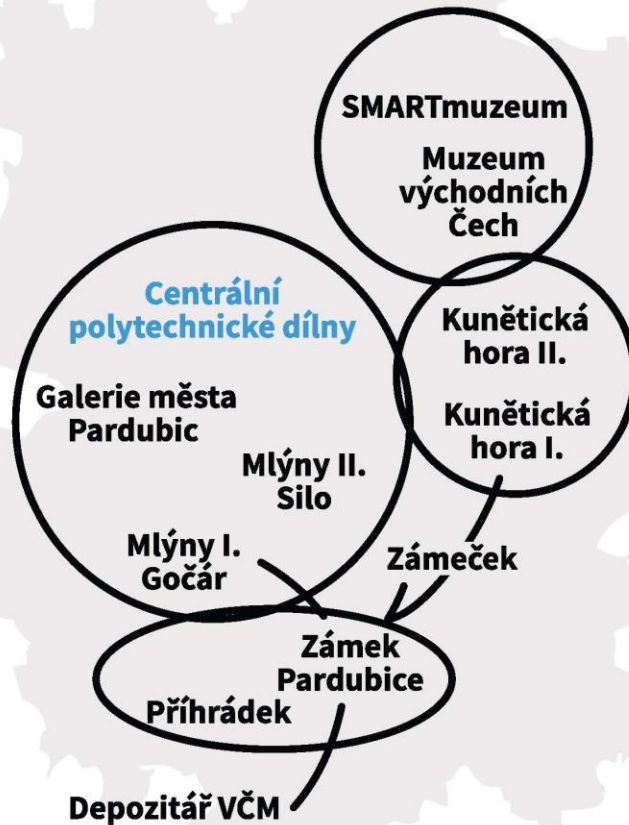 SMARTmuzeum
Muzeum
východních
Čech
Centrální
polytechnické dílny
Kunětická
hora II.
Galerie města
Pardubic
Kunětická
hora I.
Mlýny II.
Silo
Mlýny I.
Gočár
Zámeček
Zámek
Pardubice
Příhrádek
Depozitář VČM